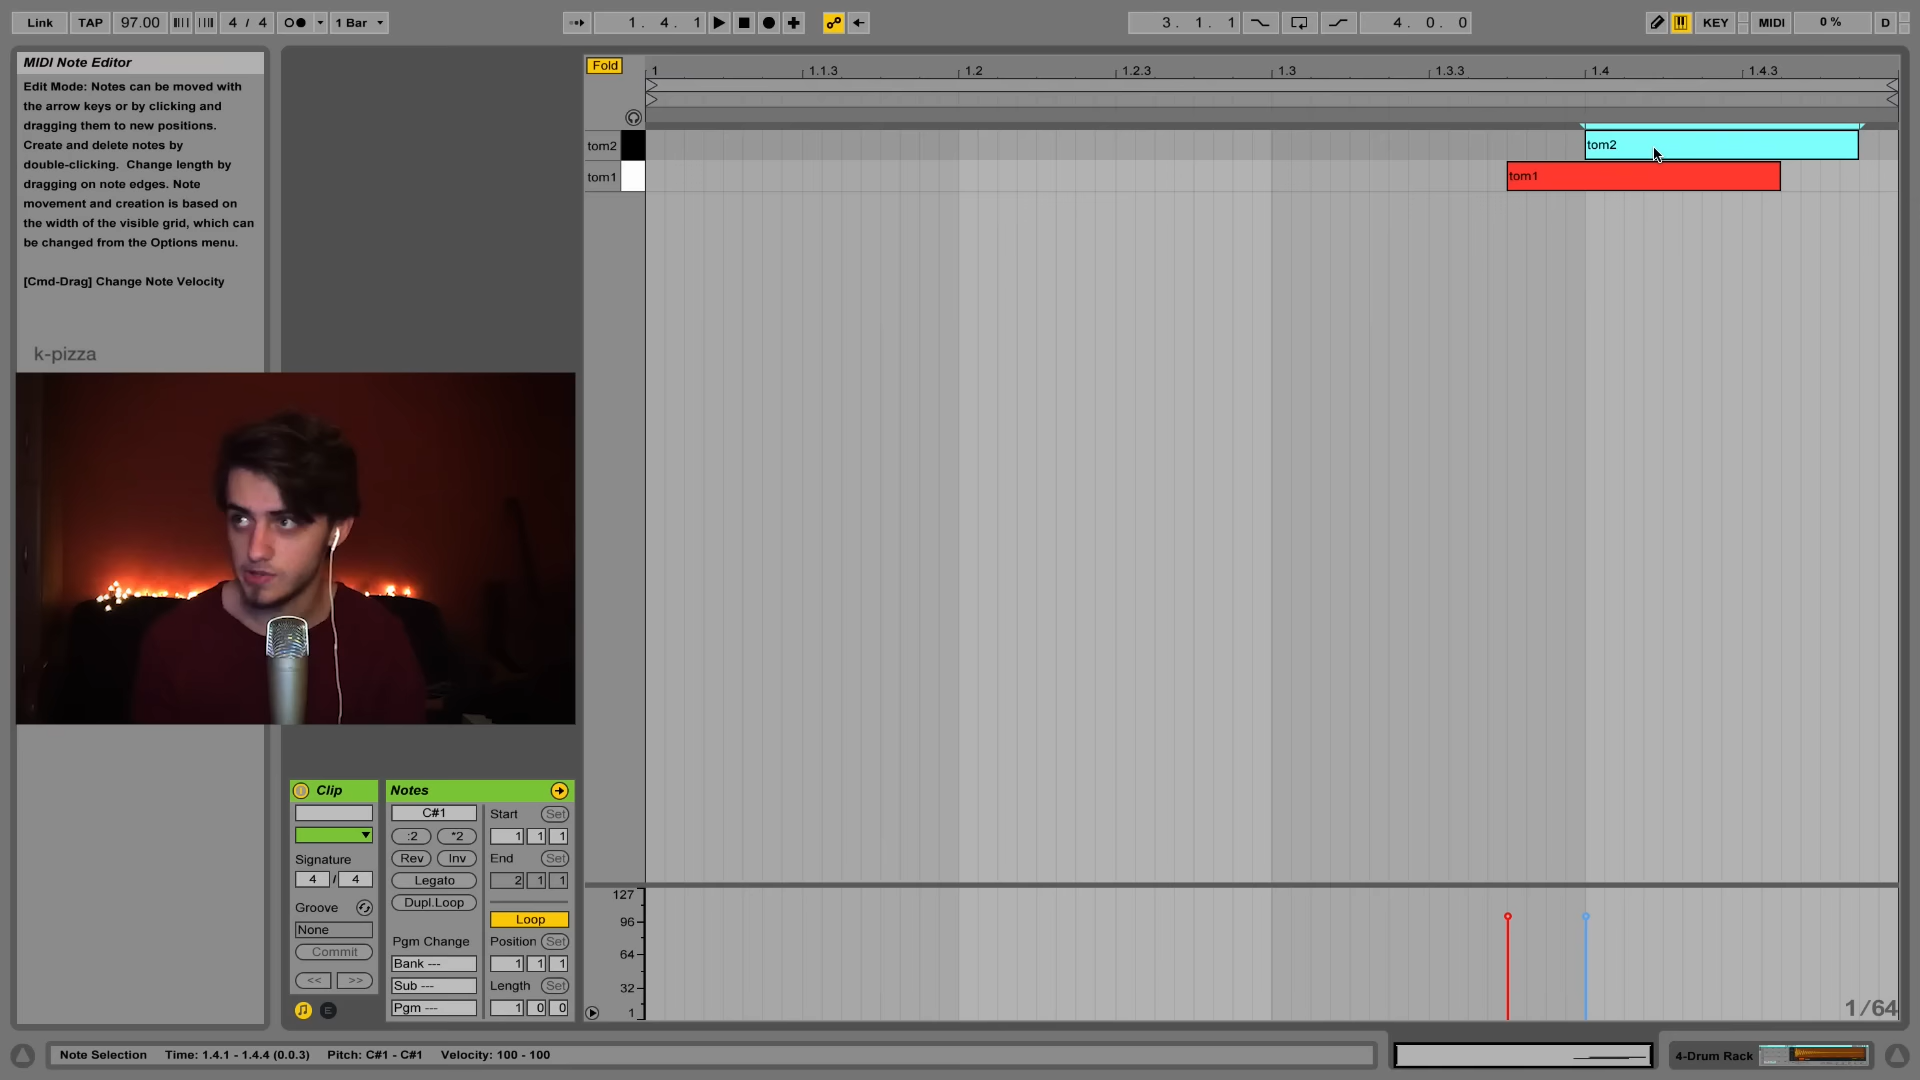 Link TAP 97.00 4 / 4 1 Bar 1. 4. 1 3. 1. 1 4. 0. 0 KEY MIDI 0 % D
MIDI Note Editor
Edit Mode: Notes can be moved with
the arrow keys or by clicking and
dragging them to new positions.
Create and delete notes by
double-clicking. Change length by
dragging on note edges. Note
movement and creation is based on
the width of the visible grid, which can
be changed from the Options menu.
[Cmd-Drag] Change Note Velocity
k-pizza
Fold
1 1.1.3 1.2 1.2.3 1.3 1.3.3 1.4 1.4.3
tom2 tom2
tom1 tom1
Clip
Signature
4 / 4
Groove
None
Commit
<< >>
E
Notes
C#1
:2 *2
Rev Inv
Legato
Dupl.Loop
Pgm Change
Bank ---
Sub ---
Pgm ---
Start Set
1 1 1
End Set
2 1 1
Loop
Position Set
1 1 1
Length Set
1 0 0
127
96
64
32
1
1/64
Note Selection Time: 1.4.1 - 1.4.4 (0.0.3) Pitch: C#1 - C#1 Velocity: 100 - 100
4-Drum Rack